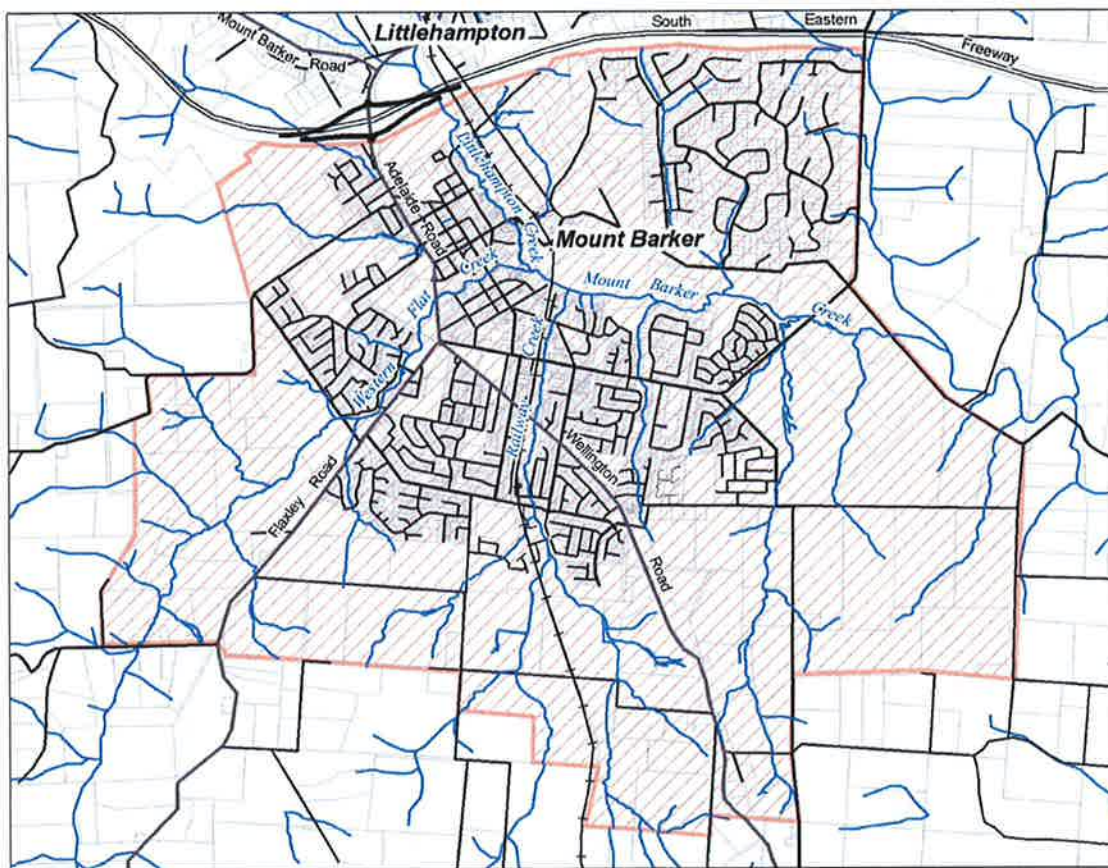 South Eastern
Freeway
Mount Barker
Road
Littlehampton
Adelaide Road
Littlehampton Creek
Mount Barker
Western Flat Creek
Mount Barker Creek
Railway Creek
Wellington
Road
Flaxley Road